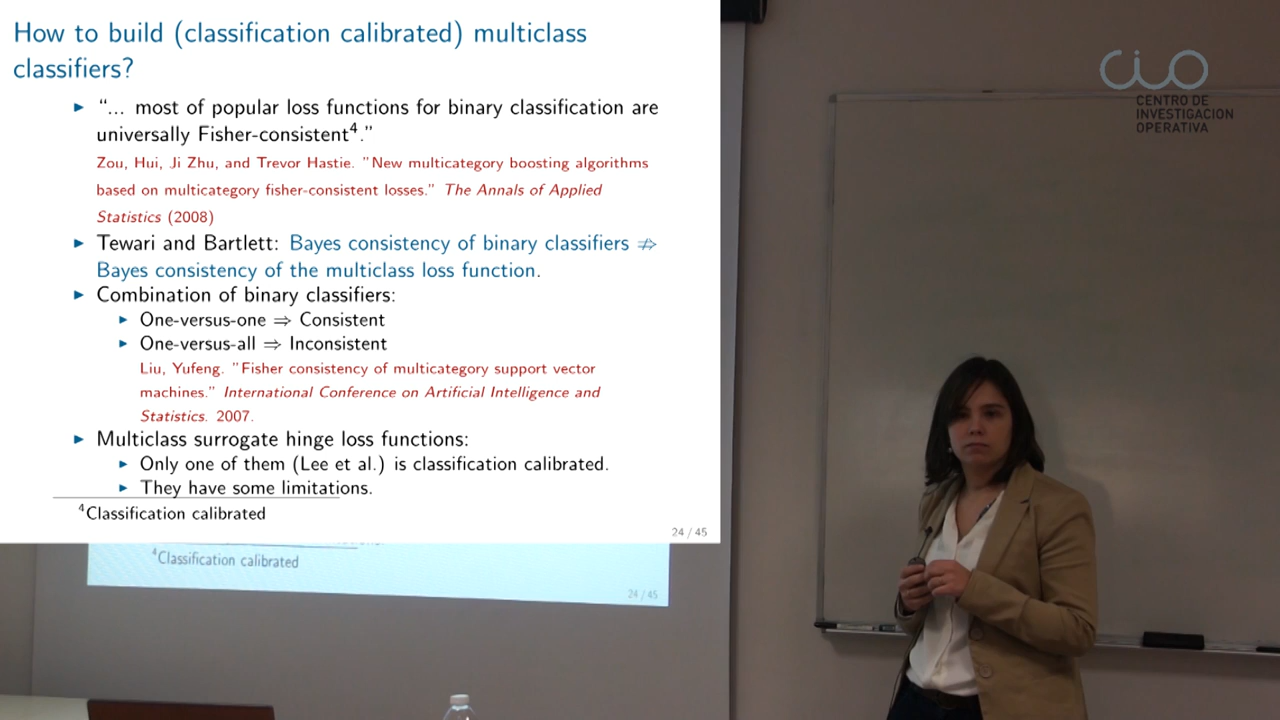 How to build (classification calibrated) multiclass
classifiers?
▶ “... most of popular loss functions for binary classification are
universally Fisher-consistent⁴.”
Zou, Hui, Ji Zhu, and Trevor Hastie. ”New multicategory boosting algorithms
based on multicategory fisher-consistent losses.” The Annals of Applied
Statistics (2008)
▶ Tewari and Bartlett: Bayes consistency of binary classifiers ⇏
Bayes consistency of the multiclass loss function.
▶ Combination of binary classifiers:
▶ One-versus-one ⇒ Consistent
▶ One-versus-all ⇒ Inconsistent
Liu, Yufeng. ”Fisher consistency of multicategory support vector
machines.” International Conference on Artificial Intelligence and
Statistics. 2007.
▶ Multiclass surrogate hinge loss functions:
▶ Only one of them (Lee et al.) is classification calibrated.
▶ They have some limitations.
⁴Classification calibrated
24 / 45
⁴Classification calibrated
24 / 45
CIO
CENTRO DE
INVESTIGACION
OPERATIVA